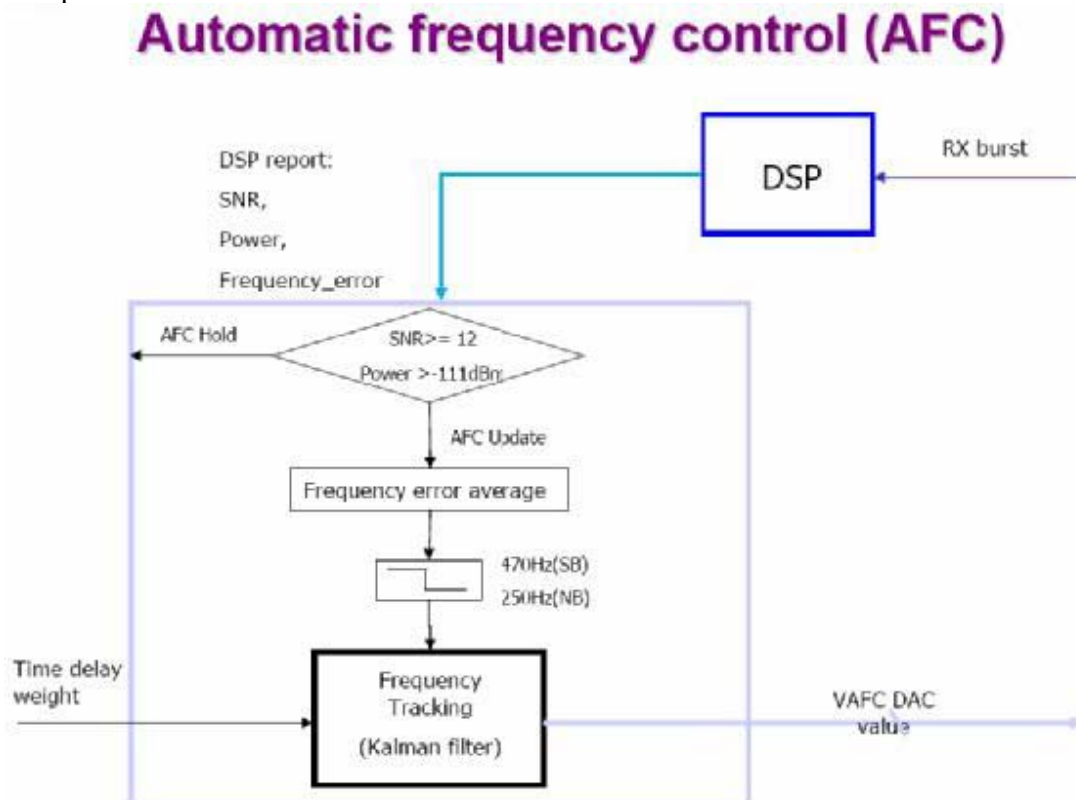 Automatic frequency control (AFC)
RX burst
DSP
DSP report:
SNR,
Power,
Frequency_error
AFC Hold
SNR>= 12
Power >-111dBm
AFC Update
Frequency error average
470Hz(SB)
250Hz(NB)
Time delay
weight
Frequency
Tracking
(Kalman filter)
VAFC DAC
value